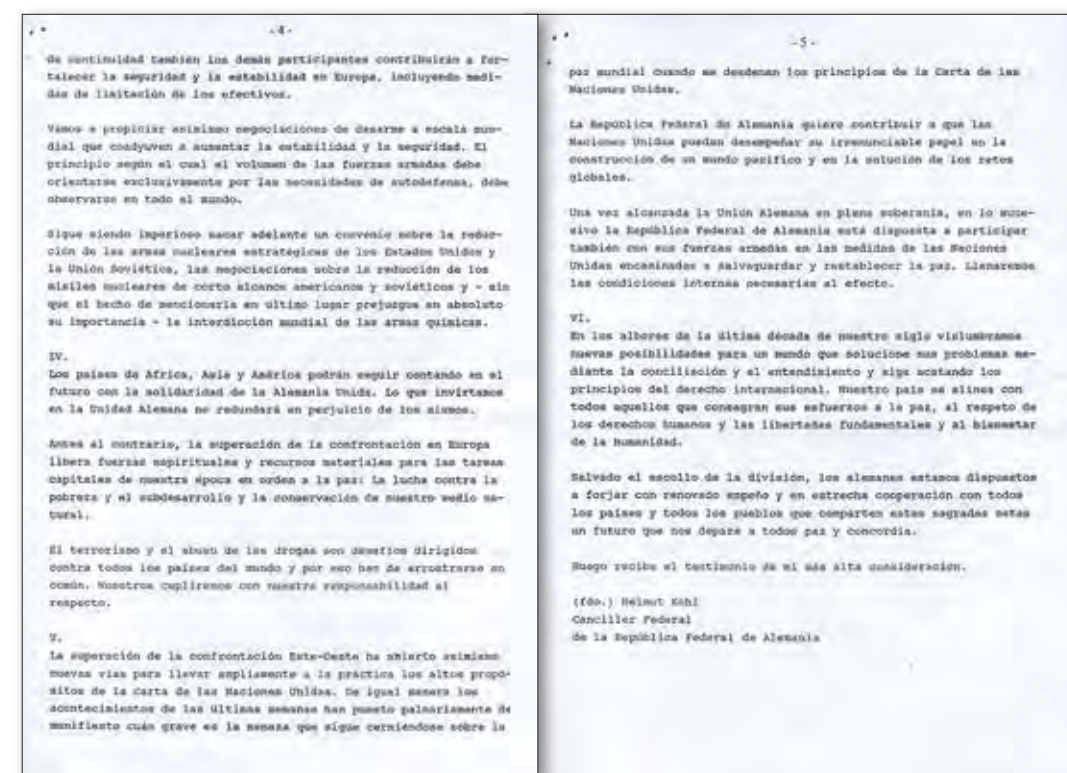 -4-
de continuidad también los demás participantes contribuirán a for-
talecer la seguridad y la estabilidad en Europa, incluyendo medi-
das de limitación de los efectivos.
Vamos a propiciar asimismo negociaciones de desarme a escala mun-
dial que coadyuven a aumentar la estabilidad y la seguridad. El
principio según el cual el volumen de las fuerzas armadas debe
orientarse exclusivamente por las necesidades de autodefensa, debe
observarse en todo el mundo.
Sigue siendo imperioso sacar adelante un convenio sobre la reduc-
ción de las armas nucleares estratégicas de los Estados Unidos y
la Unión Soviética, las negociaciones sobre la reducción de los
misiles nucleares de corto alcance americanos y soviéticos y - sin
que el hecho de mencionarla en último lugar prejuzgue en absoluto
su importancia - la interdicción mundial de las armas químicas.
IV.
Los países de Africa, Asia y América podrán seguir contando en el
futuro con la solidaridad de la Alemania Unida. Lo que invirtamos
en la Unidad Alemana no redundará en perjuicio de los mismos.
Antes al contrario, la superación de la confrontación en Europa
libera fuerzas espirituales y recursos materiales para las tareas
capitales de nuestra época en orden a la paz: La lucha contra la
pobreza y el subdesarrollo y la conservación de nuestro medio na-
tural.
El terrorismo y el abuso de las drogas son desafíos dirigidos
contra todos los países del mundo y por eso han de arrostrarse en
común. Nosotros cupliremos con nuestra responsabilidad al
respecto.
V.
La superación de la confrontación Este-Oeste ha abierto asimismo
nuevas vías para llevar ampliamente a la práctica los altos propó-
sitos de la Carta de las Naciones Unidas. De igual manera los
acontecimientos de las últimas semanas han puesto palmariamente de
manifiesto cuán grave es la menaza que sigue cerniéndose sobre la
-5-
paz mundial cuando se desdeñan los principios de la Carta de las
Naciones Unidas.
La República Federal de Alemania quiere contribuir a que las
Naciones Unidas puedan desempeñar su irrenunciable papel en la
construcción de un mundo pacífico y en la solución de los retos
globales.
Una vez alcanzada la Unión Alemana en plena soberanía, en lo suce-
sivo la República Federal de Alemania está dispuesta a participar
también con sus fuerzas armadas en las medidas de las Naciones
Unidas encaminadas a salvaguardar y restablecer la paz. Llenaremos
las condiciones internas necesarias al efecto.
VI.
En los albores de la última década de nuestro siglo vislumbramos
nuevas posibilidades para un mundo que solucione sus problemas me-
diante la conciliación y el entendimiento y siga acatando los
principios del derecho internacional. Nuestro país se alinea con
todos aquellos que consagran sus esfuerzos a la paz, al respeto de
los derechos humanos y las libertades fundamentales y al bienestar
de la humanidad.
Salvado el escollo de la división, los alemanes estamos dispuestos
a forjar con renovado empeño y en estrecha cooperación con todos
los países y todos los pueblos que comparten estas sagradas metas
un futuro que nos depare a todos paz y concordia.
Ruego reciba el testimonio de mi más alta consideración.
(fdo.) Helmut Kohl
Canciller Federal
de la República Federal de Alemania